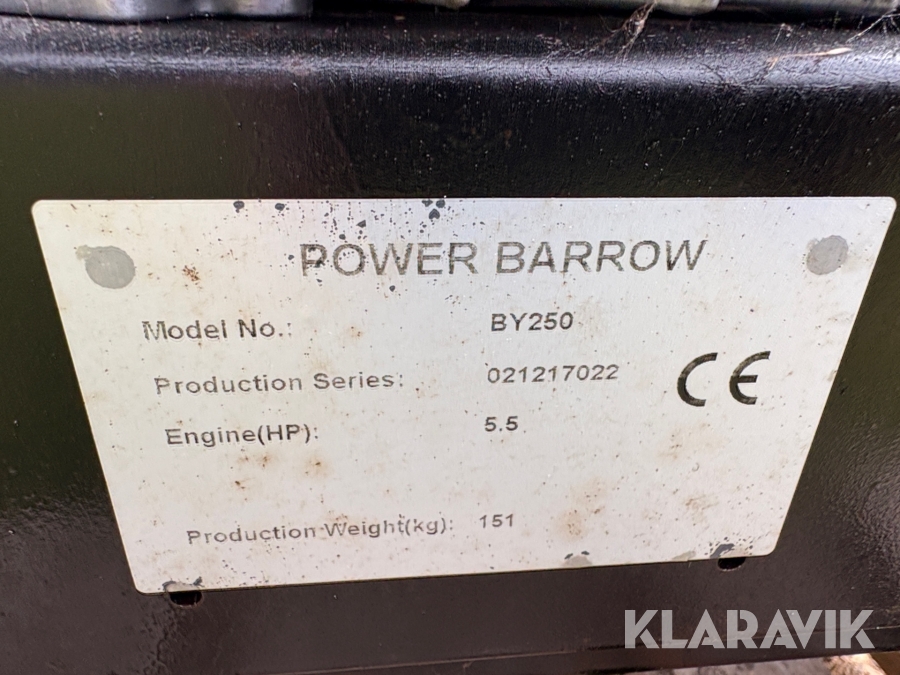 POWER BARROW
Model No.: BY250
Production Series: 021217022
CE
Engine(HP): 5.5
Production Weight(kg): 151
KLARAVIK